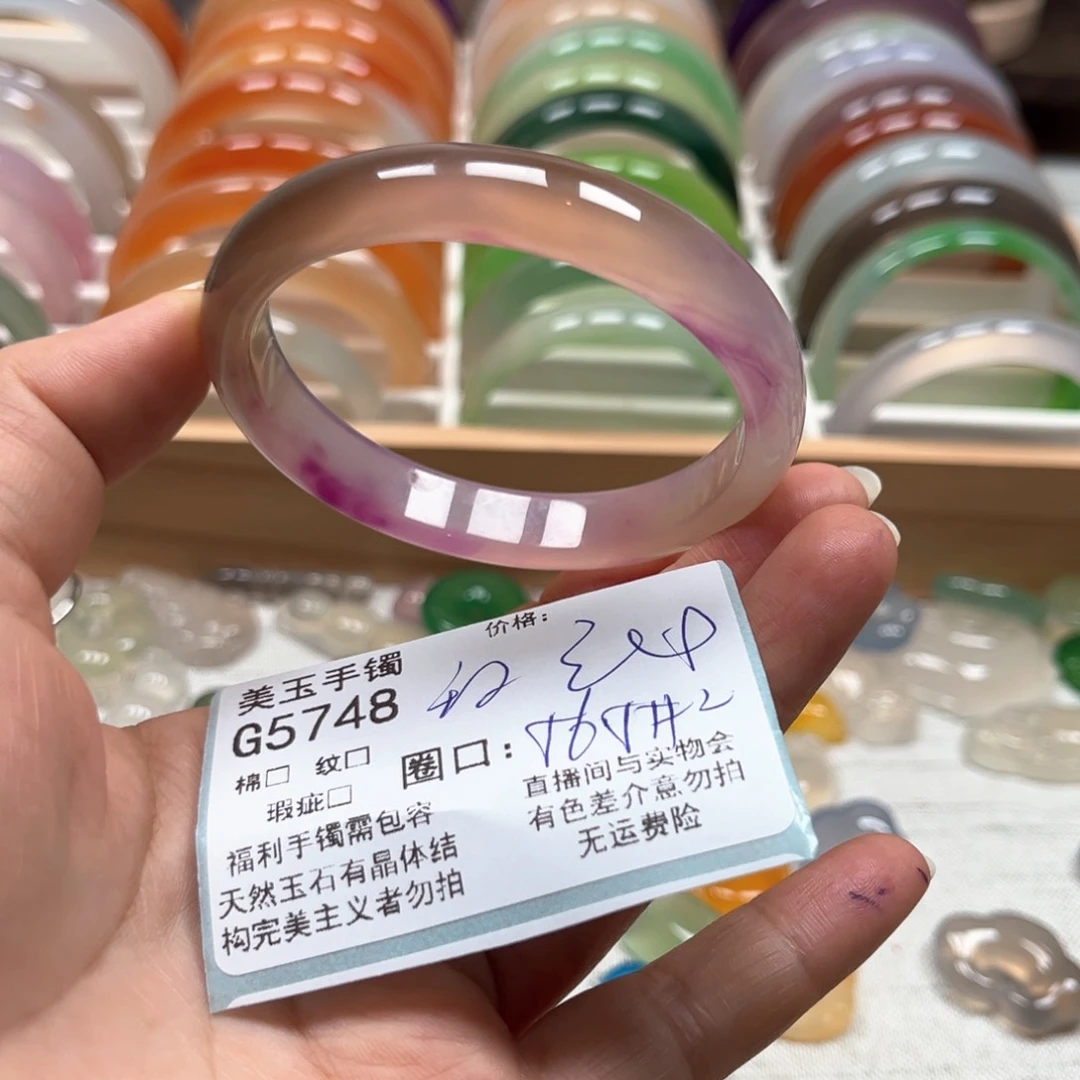 价格:
美玉手镯
G5748
棉□ 纹□ 圈口:
瑕疵□
福利手镯需包容
天然玉石有晶体结
构完美主义者勿拍
直播间与实物会
有色差介意勿拍
无运费险